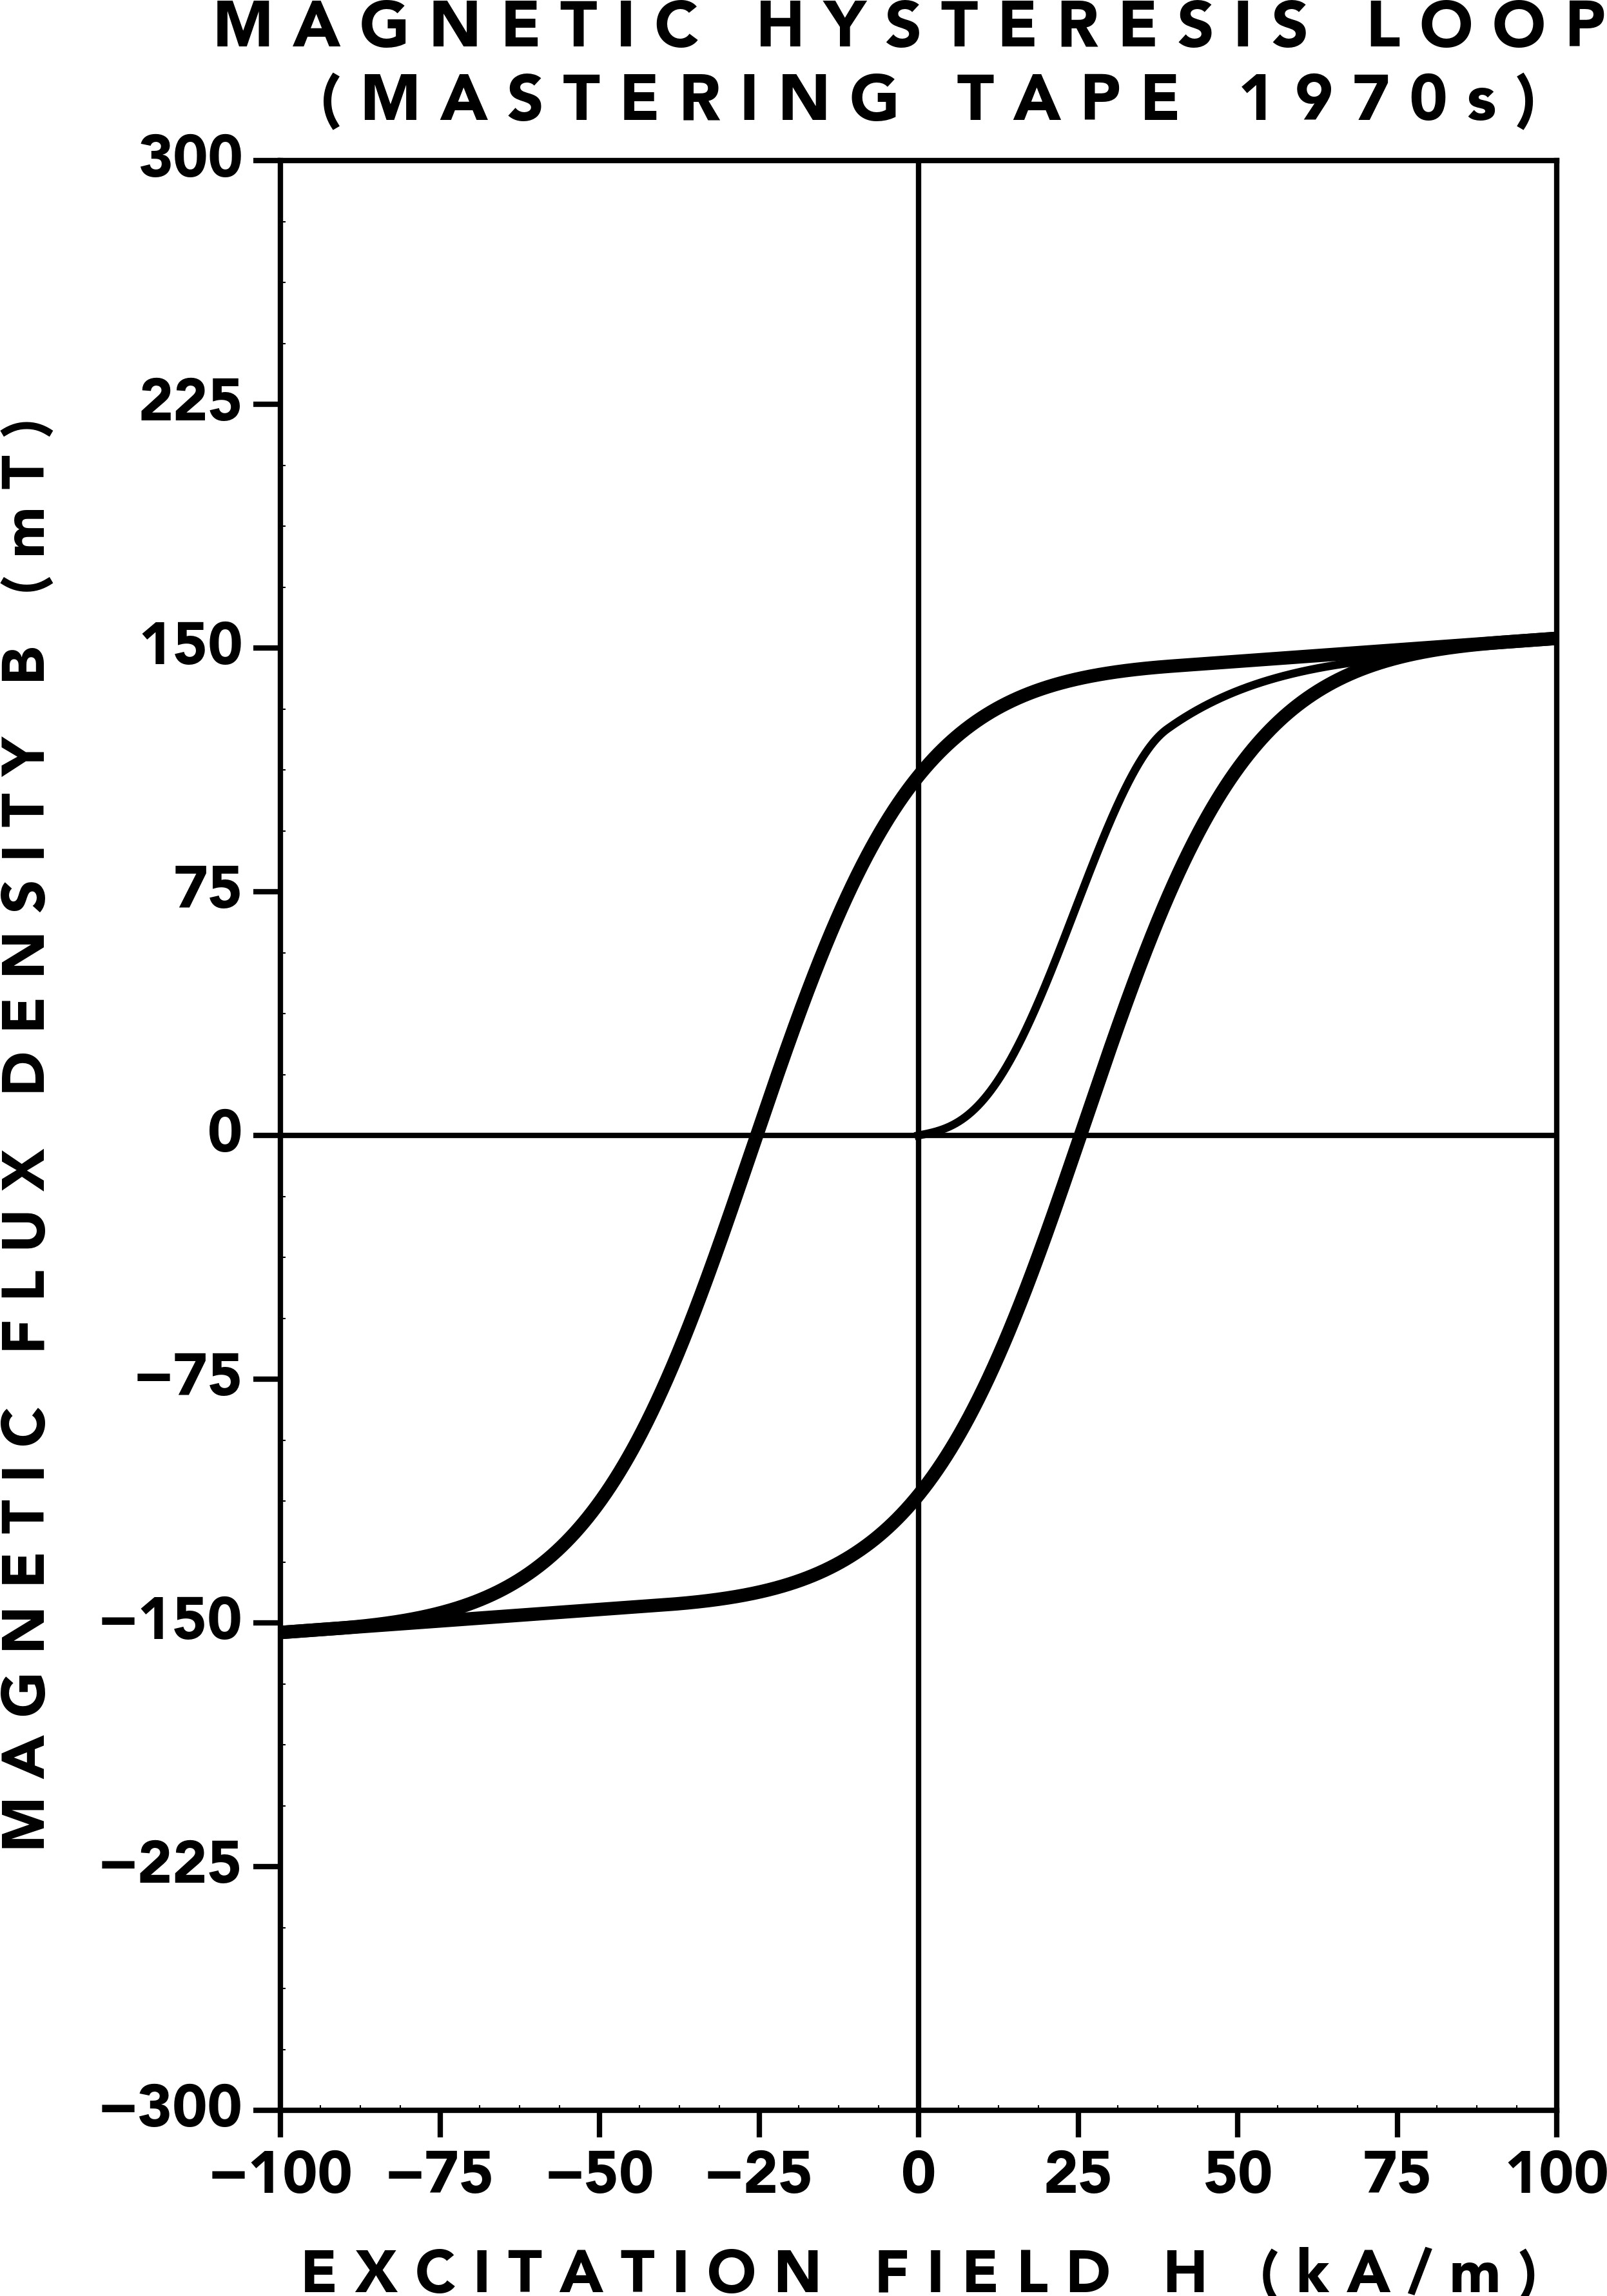 MAGNETIC HYSTERESIS LOOP
(MASTERING TAPE 1970s)
MAGNETIC FLUX DENSITY B (mT)
300
225
150
75
0
−75
−150
−225
−300
−100 −75 −50 −25 0 25 50 75 100
EXCITATION FIELD H (kA/m)